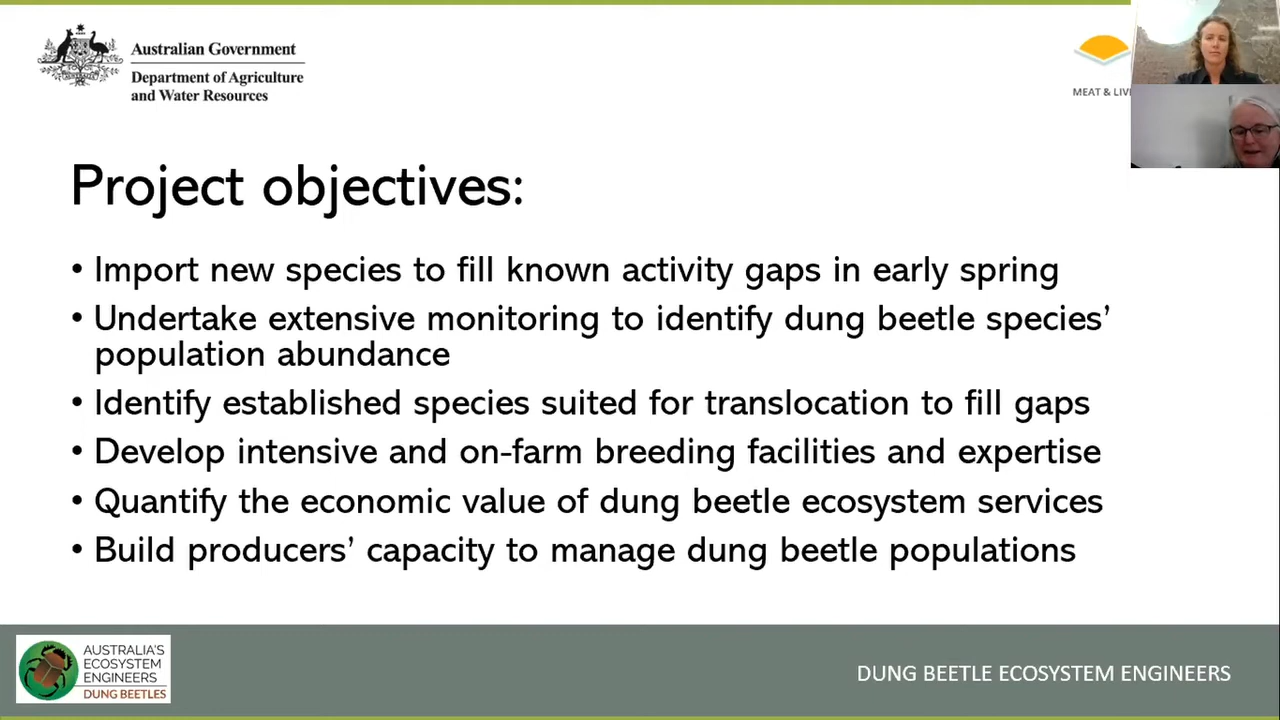 Australian Government
Department of Agriculture
and Water Resources
MEAT &
Project objectives:
• Import new species to fill known activity gaps in early spring
• Undertake extensive monitoring to identify dung beetle species’
population abundance
• Identify established species suited for translocation to fill gaps
• Develop intensive and on-farm breeding facilities and expertise
• Quantify the economic value of dung beetle ecosystem services
• Build producers’ capacity to manage dung beetle populations
AUSTRALIA'S
ECOSYSTEM
ENGINEERS
DUNG BEETLES
DUNG BEETLE ECOSYSTEM ENGINEERS